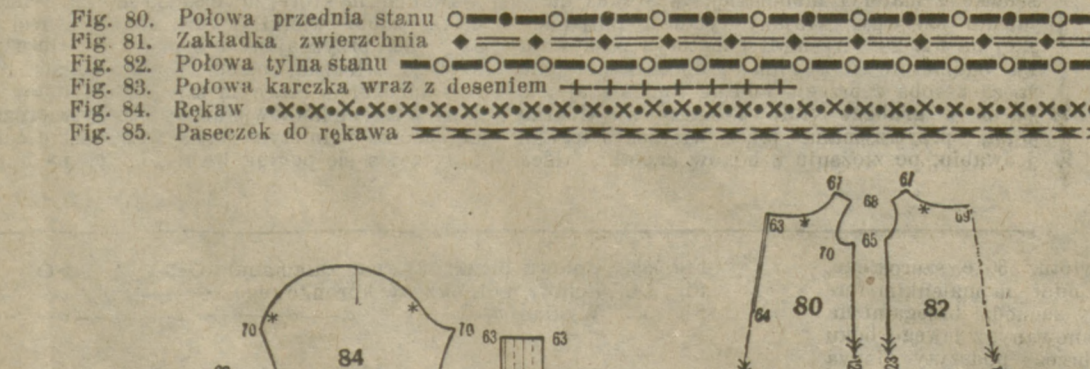 Fig. 80. Połowa przednia stanu
Fig. 81. Zakładka zwierzchnia
Fig. 82. Połowa tylna stanu
Fig. 83. Połowa karczka wraz z deseniem
Fig. 84. Rękaw
Fig. 85. Paseczek do rękawa
61 61
68
63 69
65
70
64 80 82
70 70 63 63
84